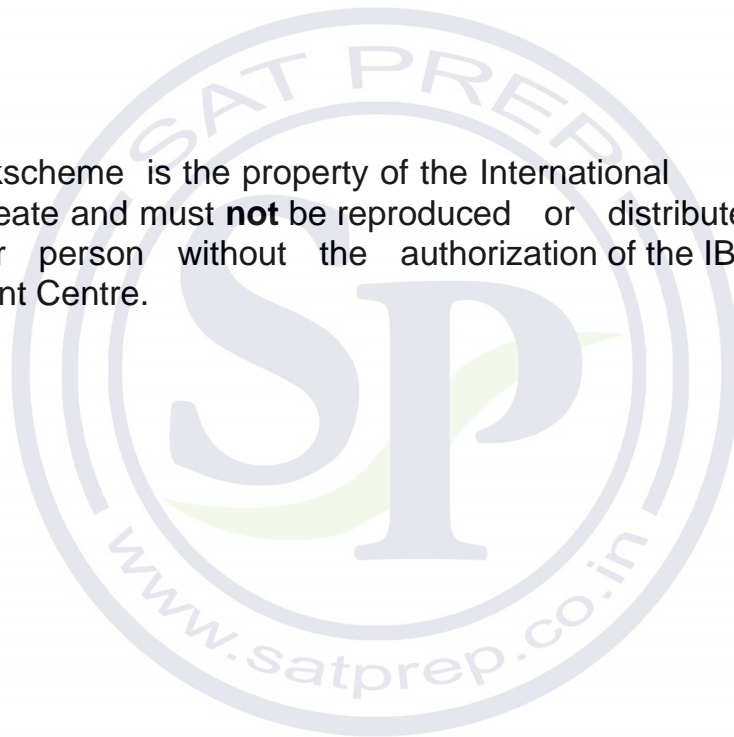 SAT PREP
kscheme is the property of the International
eate and must not be reproduced or distribute
r person without the authorization of the IB
nt Centre.
SP
www.satprep.co.in